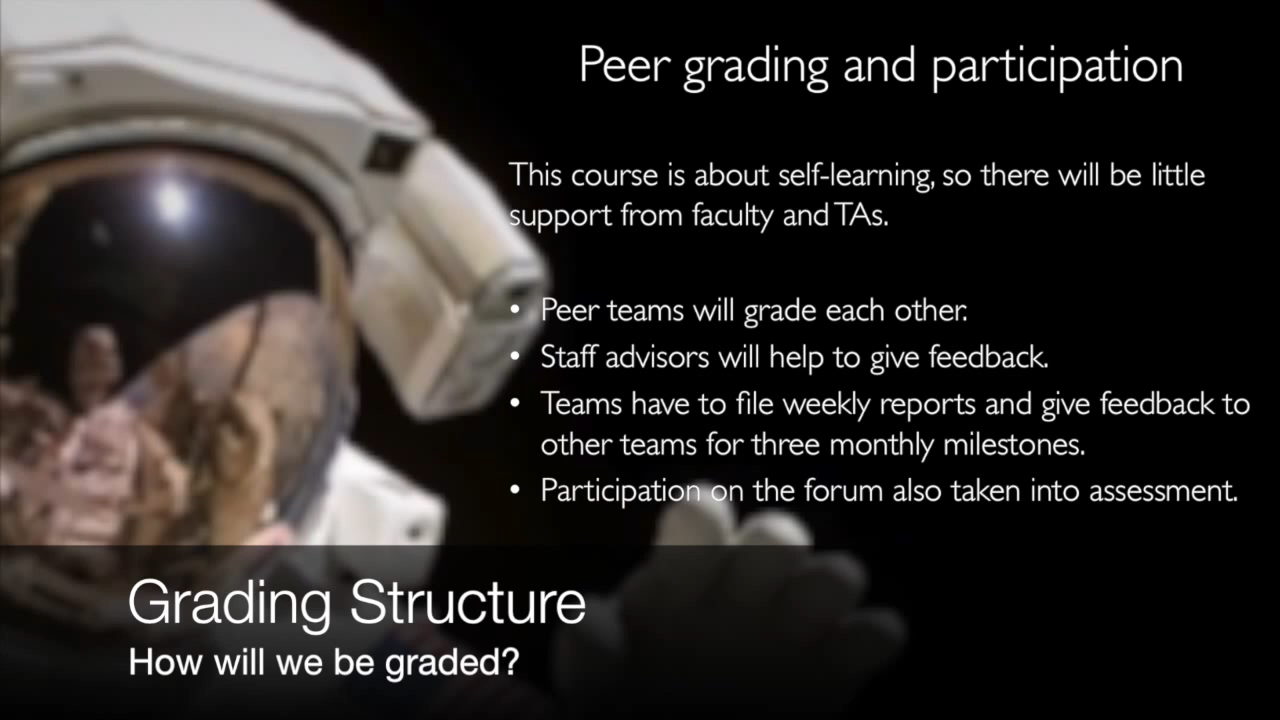 Peer grading and participation
This course is about self-learning, so there will be little
support from faculty and TAs.
• Peer teams will grade each other.
• Staff advisors will help to give feedback.
• Teams have to file weekly reports and give feedback to
other teams for three monthly milestones.
• Participation on the forum also taken into assessment.
Grading Structure
How will we be graded?